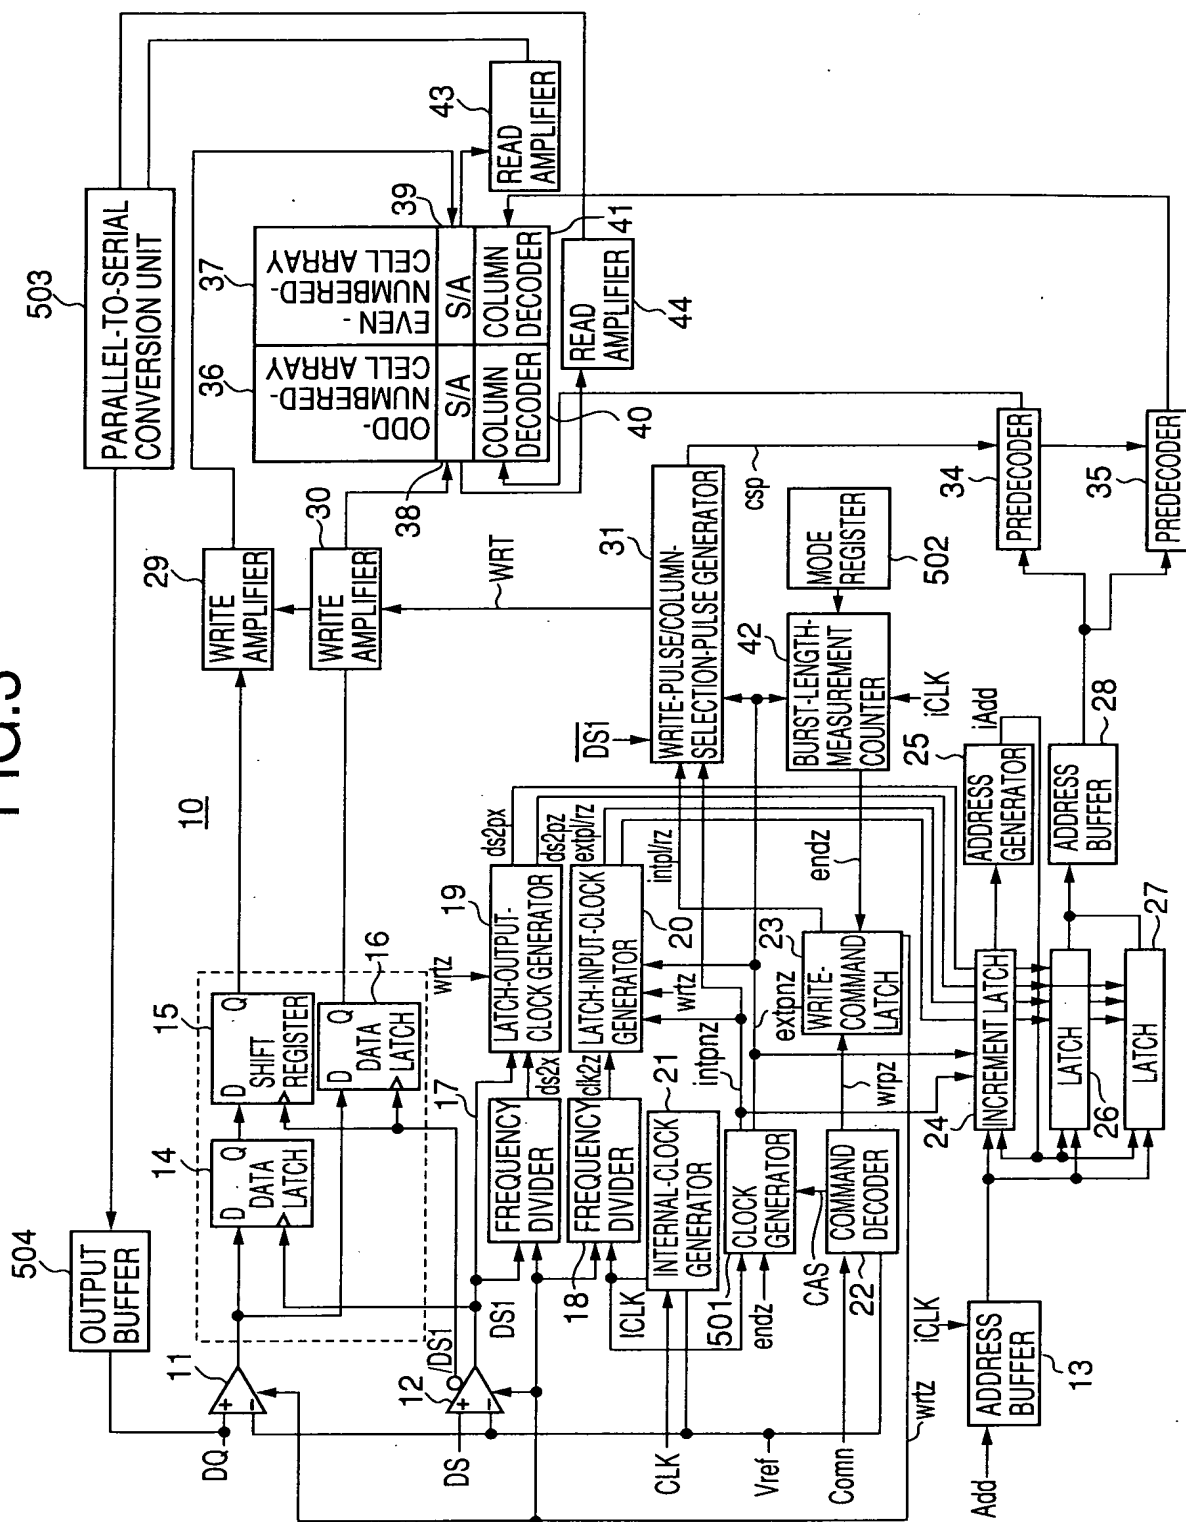 FIG.3
10
503
PARALLEL-TO-SERIAL
CONVERSION UNIT
504
OUTPUT
BUFFER
DQ
11
+
-
14
D
Q
DATA
LATCH
15
D
Q
SHIFT
REGISTER
16
D
Q
DATA
LATCH
29
WRITE
AMPLIFIER
30
WRITE
AMPLIFIER
WRT
36
ODD-
NUMBERED-
CELL ARRAY
37
EVEN-
NUMBERED-
CELL ARRAY
38
S/A
S/A
39
COLUMN
DECODER
40
COLUMN
DECODER
41
43
READ
AMPLIFIER
44
READ
AMPLIFIER
DS
12
+
-
/DS1
DS1
17
FREQUENCY
DIVIDER
ds2x
wrtz
19
LATCH-OUTPUT-
CLOCK GENERATOR
ds2px
ds2pz
18
FREQUENCY
DIVIDER
clk2z
20
LATCH-INPUT-CLOCK
GENERATOR
extpl/rz
wrtz
CLK
ICLK
21
INTERNAL-CLOCK
GENERATOR
501
CLOCK
GENERATOR
endz
intpnz
extpnz
Vref
Comn
CAS
22
COMMAND
DECODER
wrpz
23
WRITE-
COMMAND
LATCH
intpl/rz
endz
DS1
31
WRITE-PULSE/COLUMN-
SELECTION-PULSE GENERATOR
csp
42
BURST-LENGTH-
MEASUREMENT
COUNTER
iCLK
MODE
REGISTER
502
wrtz
Add
iCLK
ADDRESS
BUFFER
13
24
INCREMENT LATCH
25
ADDRESS
GENERATOR
iAdd
26
LATCH
27
LATCH
28
ADDRESS
BUFFER
34
PREDECODER
35
PREDECODER